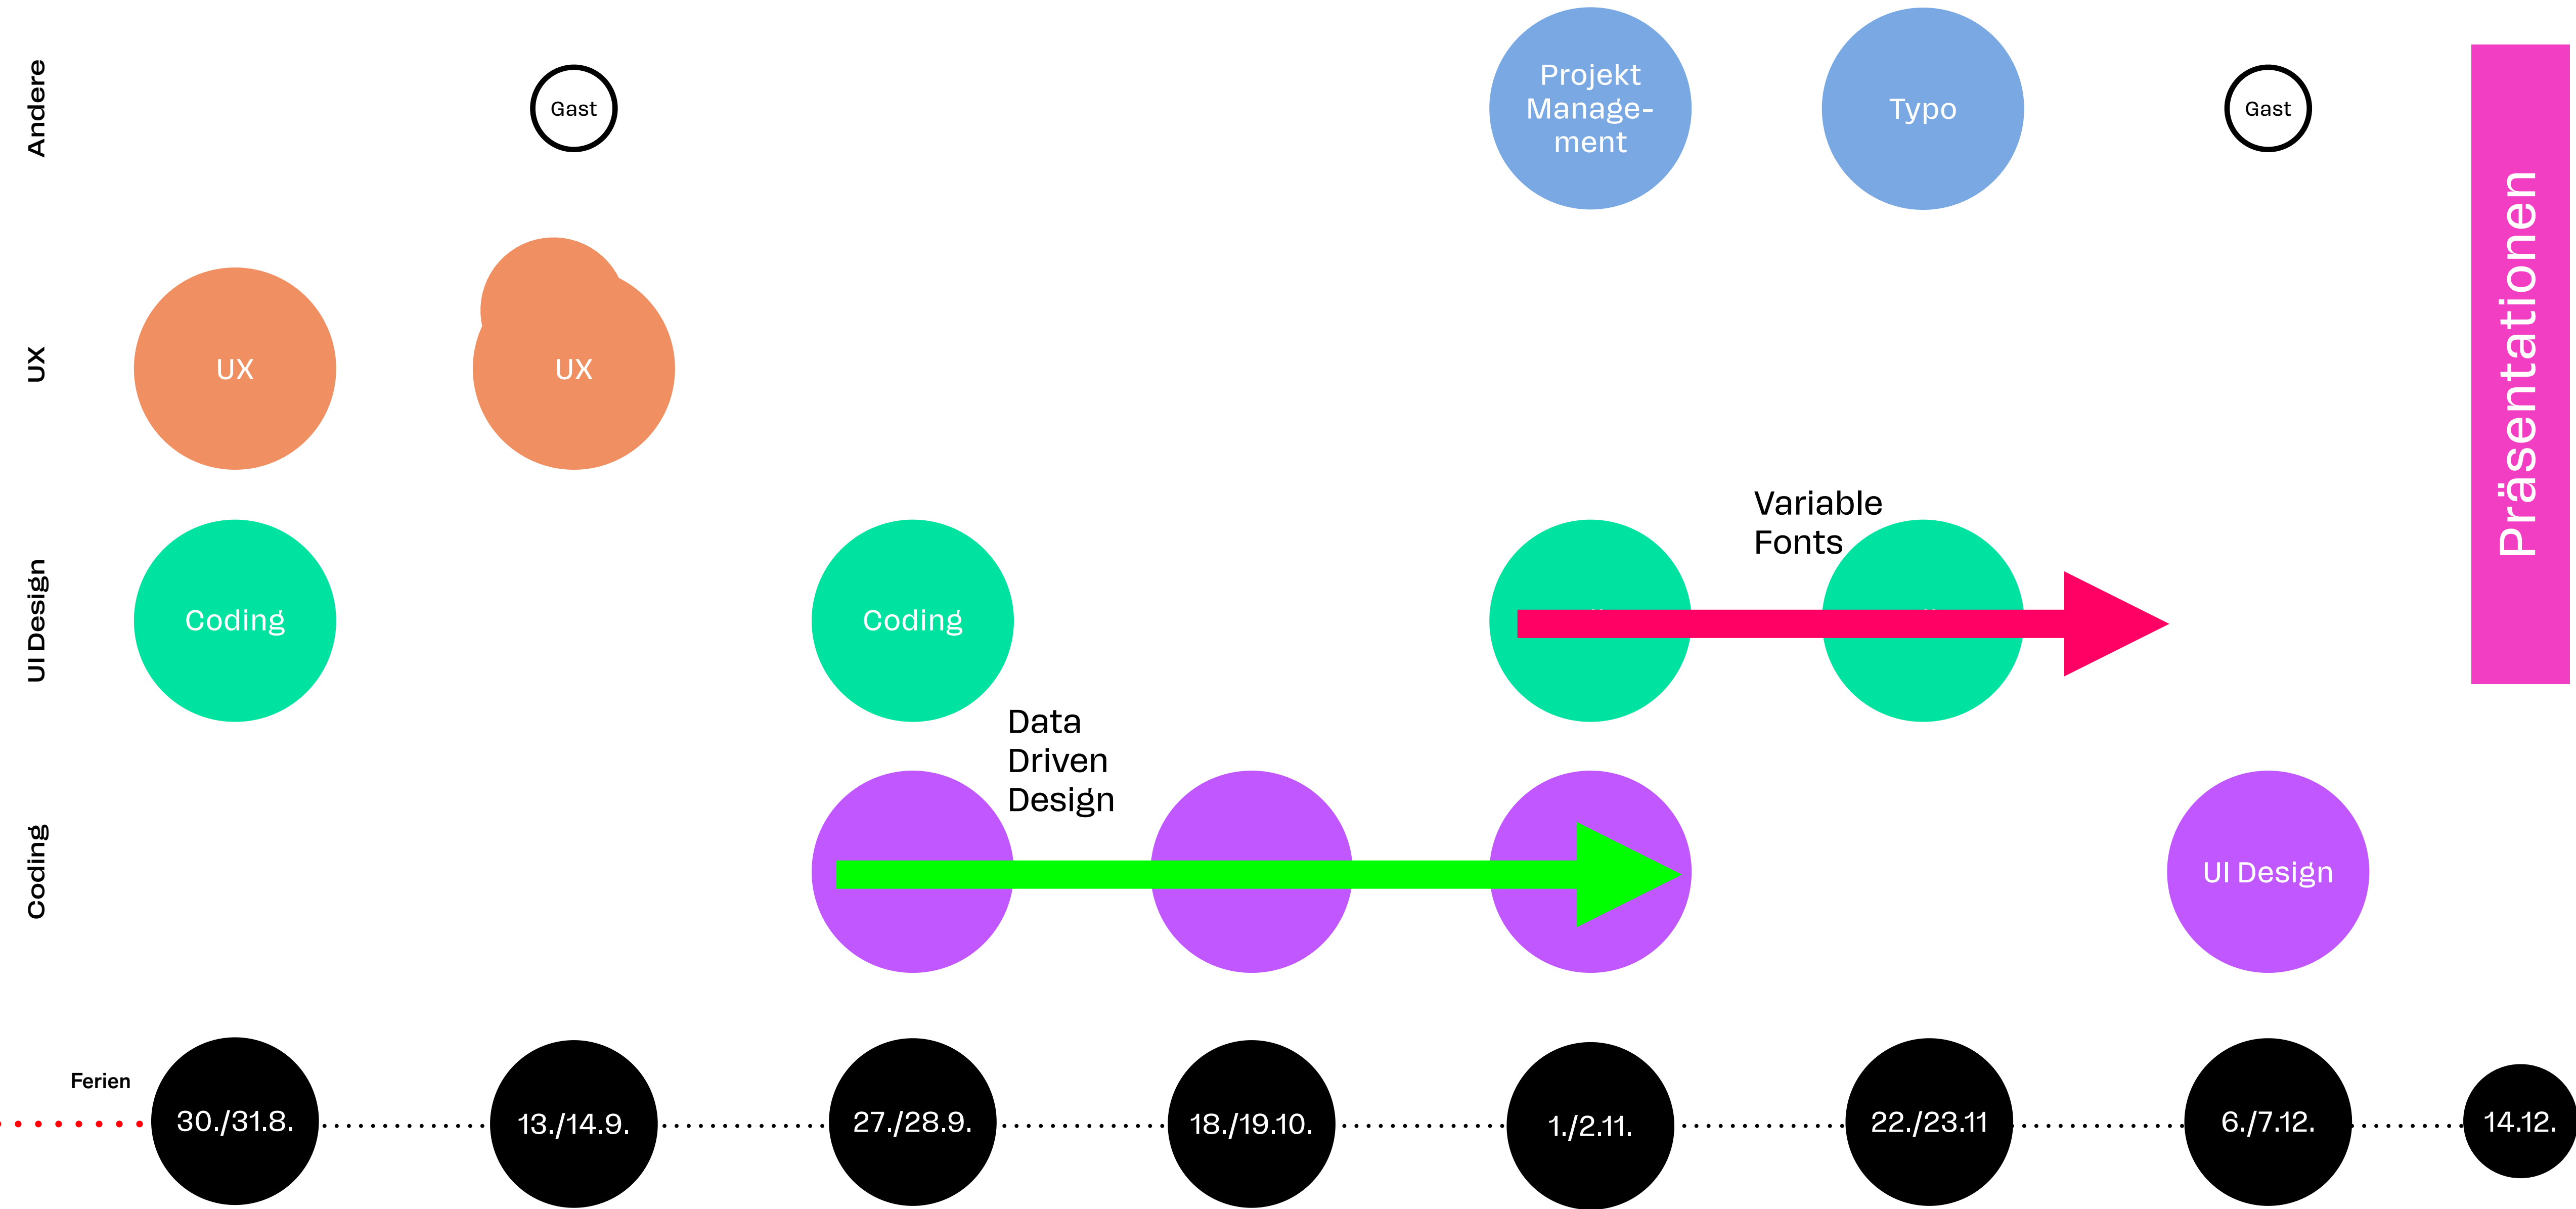 Andere
Gast
Projekt
Manage-
ment
Typo
Gast
Präsentationen
UX
UX
UX
Variable
Fonts
UI Design
Coding
Coding
Data
Driven
Design
Coding
UI Design
Ferien
30./31.8.
13./14.9.
27./28.9.
18./19.10.
1./2.11.
22./23.11
6./7.12.
14.12.